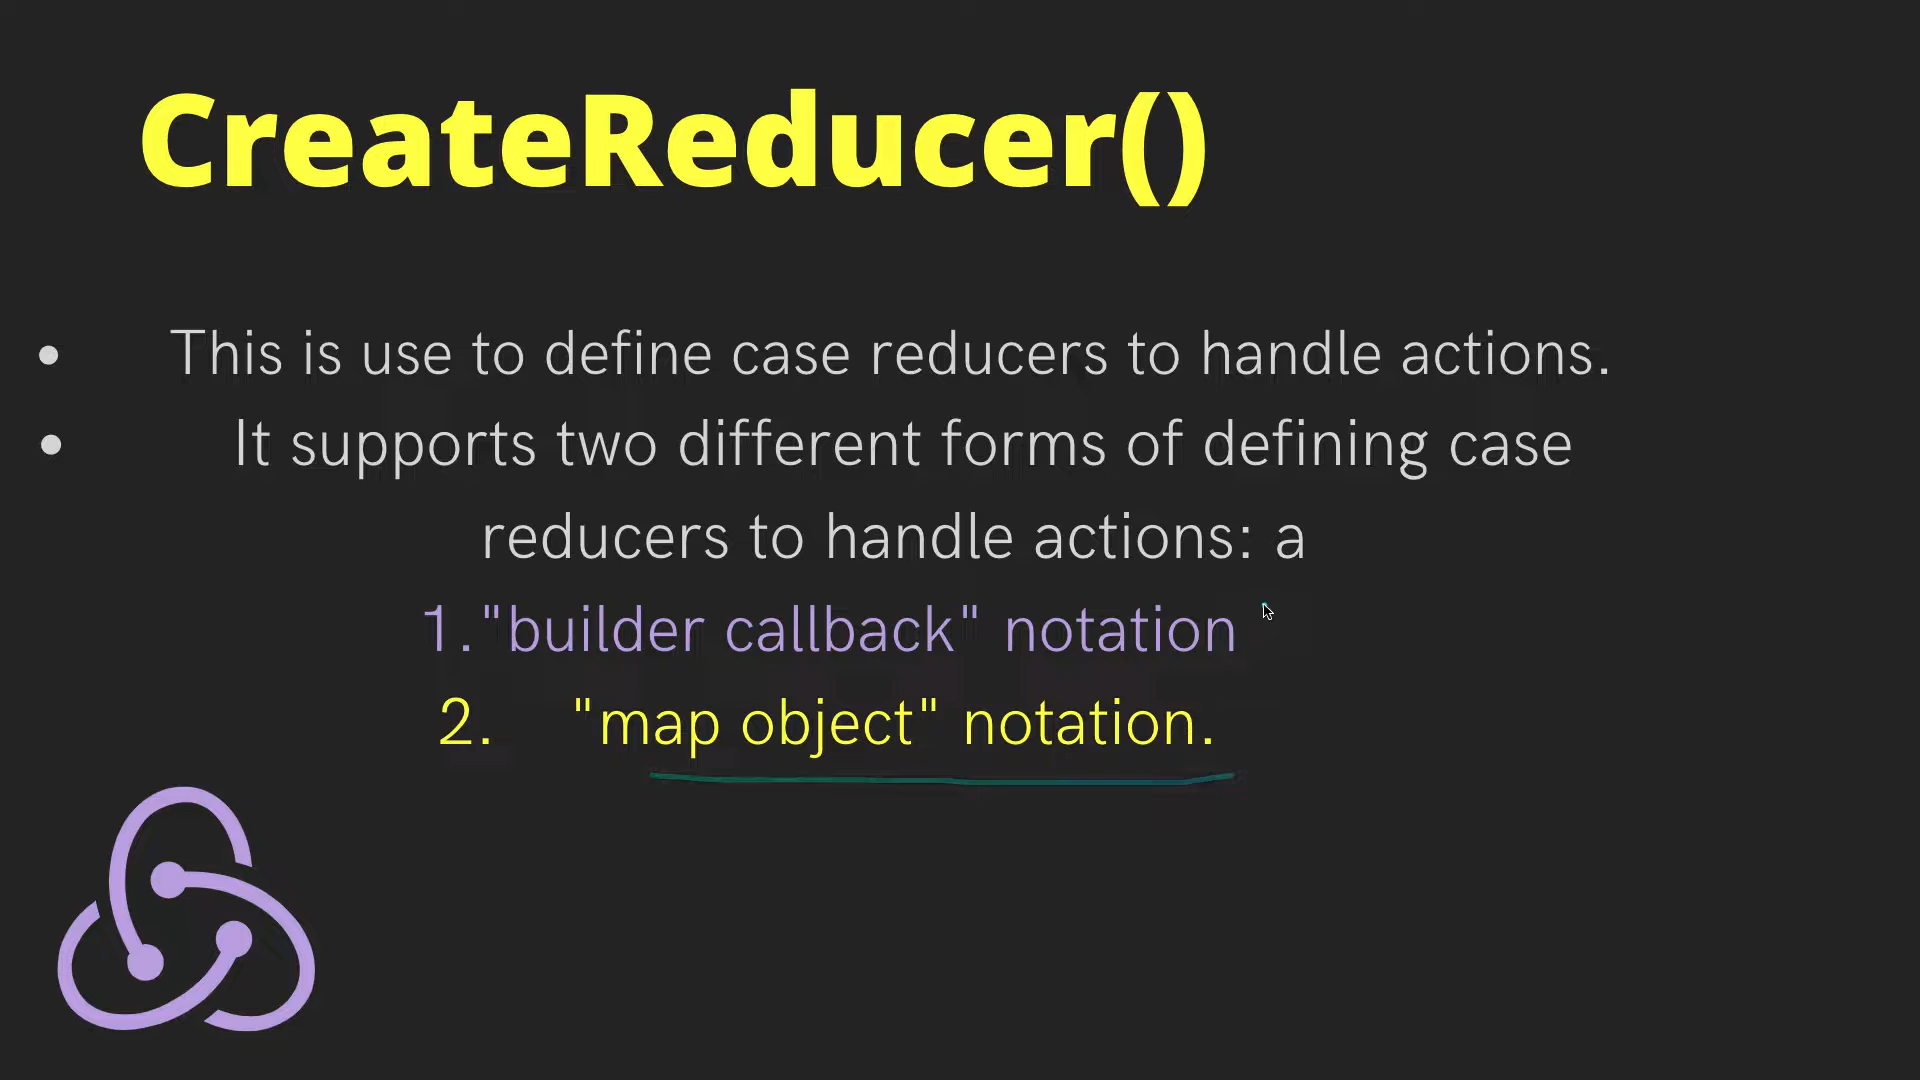 CreateReducer()
• This is use to define case reducers to handle actions.
• It supports two different forms of defining case
reducers to handle actions: a
1."builder callback" notation
2. "map object" notation.